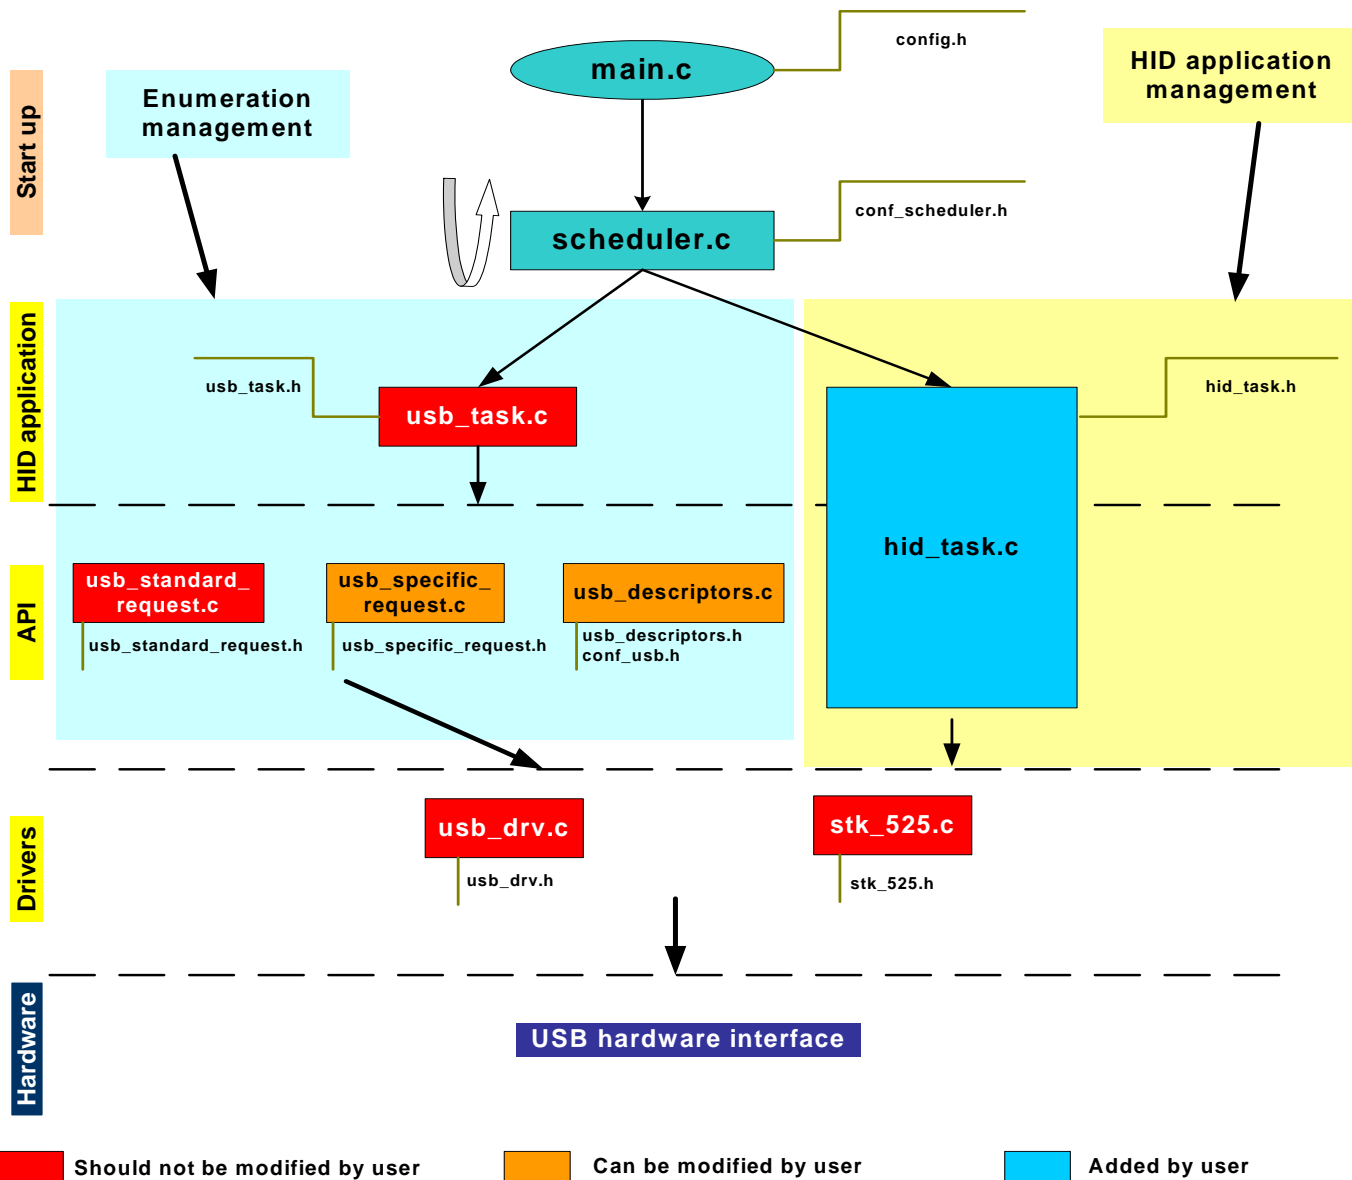 config.h
main.c
HID application
management
Enumeration
management
Start up
conf_scheduler.h
scheduler.c
HID application
usb_task.h
usb_task.c
hid_task.h
hid_task.c
API
usb_standard_
request.c
usb_standard_request.h
usb_specific_
request.c
usb_specific_request.h
usb_descriptors.c
usb_descriptors.h
conf_usb.h
Drivers
usb_drv.c
usb_drv.h
stk_525.c
stk_525.h
Hardware
USB hardware interface
Should not be modified by user
Can be modified by user
Added by user